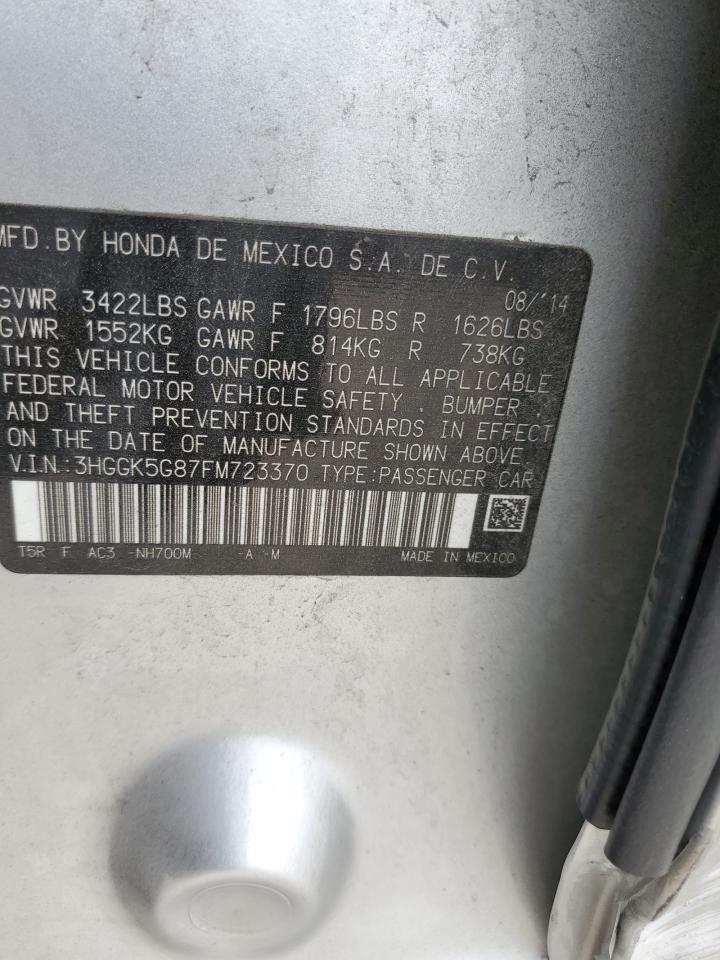 MFD. BY HONDA DE MEXICO S.A. DE C.V.
08/'14
GVWR 3422LBS GAWR F 1796LBS R 1626LBS
GVWR 1552KG GAWR F 814KG R 738KG
THIS VEHICLE CONFORMS TO ALL APPLICABLE
FEDERAL MOTOR VEHICLE SAFETY, BUMPER,
AND THEFT PREVENTION STANDARDS IN EFFECT
ON THE DATE OF MANUFACTURE SHOWN ABOVE
V.I.N.:3HGGK5G87FM723370 TYPE:PASSENGER CAR
T5R F AC3 -NH700M -A -M MADE IN MEXICO